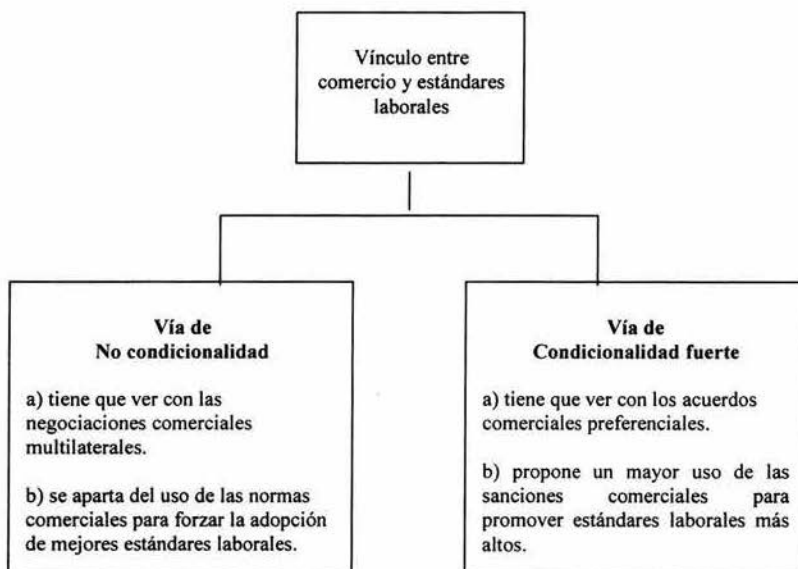 Vínculo entre
comercio y estándares
laborales
Vía de
No condicionalidad
a) tiene que ver con las
negociaciones comerciales
multilaterales.
b) se aparta del uso de las normas
comerciales para forzar la adopción
de mejores estándares laborales.
Vía de
Condicionalidad fuerte
a) tiene que ver con los acuerdos
comerciales preferenciales.
b) propone un mayor uso de las
sanciones comerciales para
promover estándares laborales más
altos.